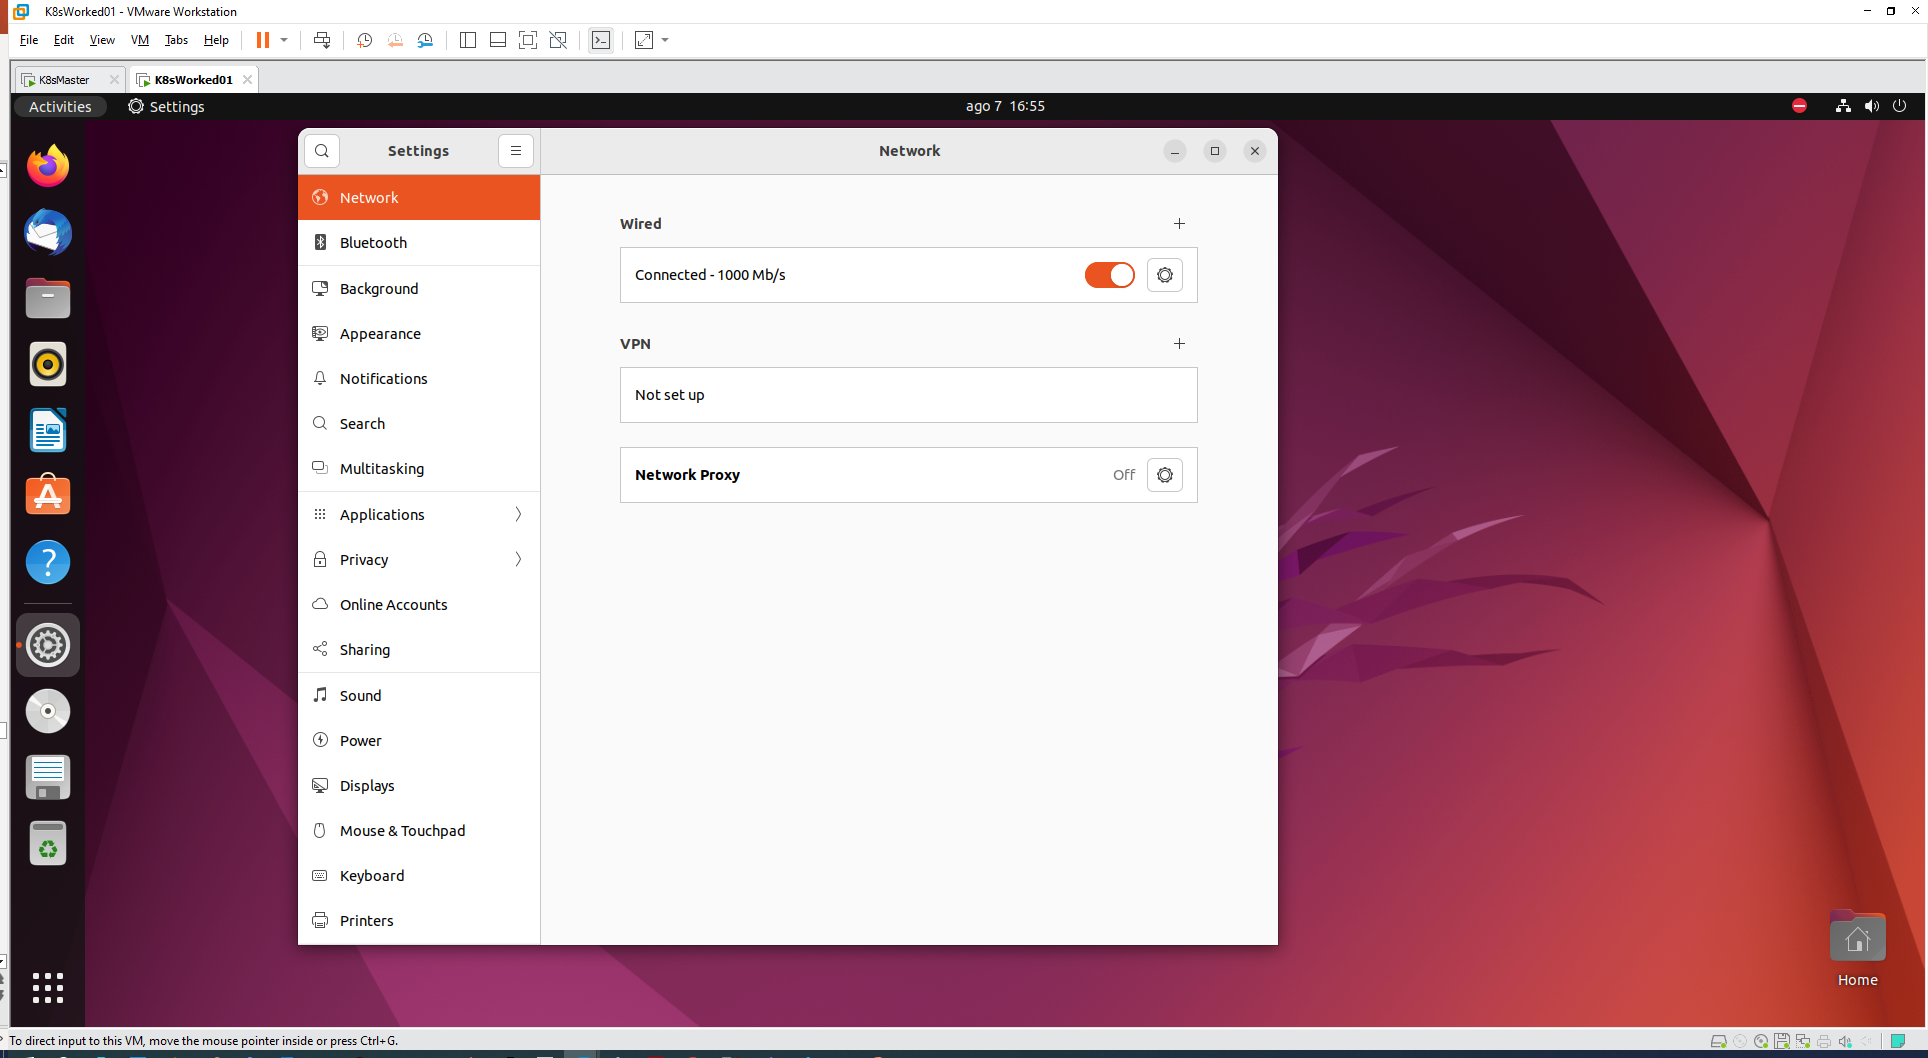 K8sWorked01 - VMware Workstation
File Edit View VM Tabs Help
K8sMaster K8sWorked01
Activities Settings ago 7 16:55
Settings Network
Network
Bluetooth
Background
Appearance
Notifications
Search
Multitasking
Applications
Privacy
Online Accounts
Sharing
Sound
Power
Displays
Mouse & Touchpad
Keyboard
Printers
Wired
Connected - 1000 Mb/s
VPN
Not set up
Network Proxy Off
Home
To direct input to this VM, move the mouse pointer inside or press Ctrl+G.